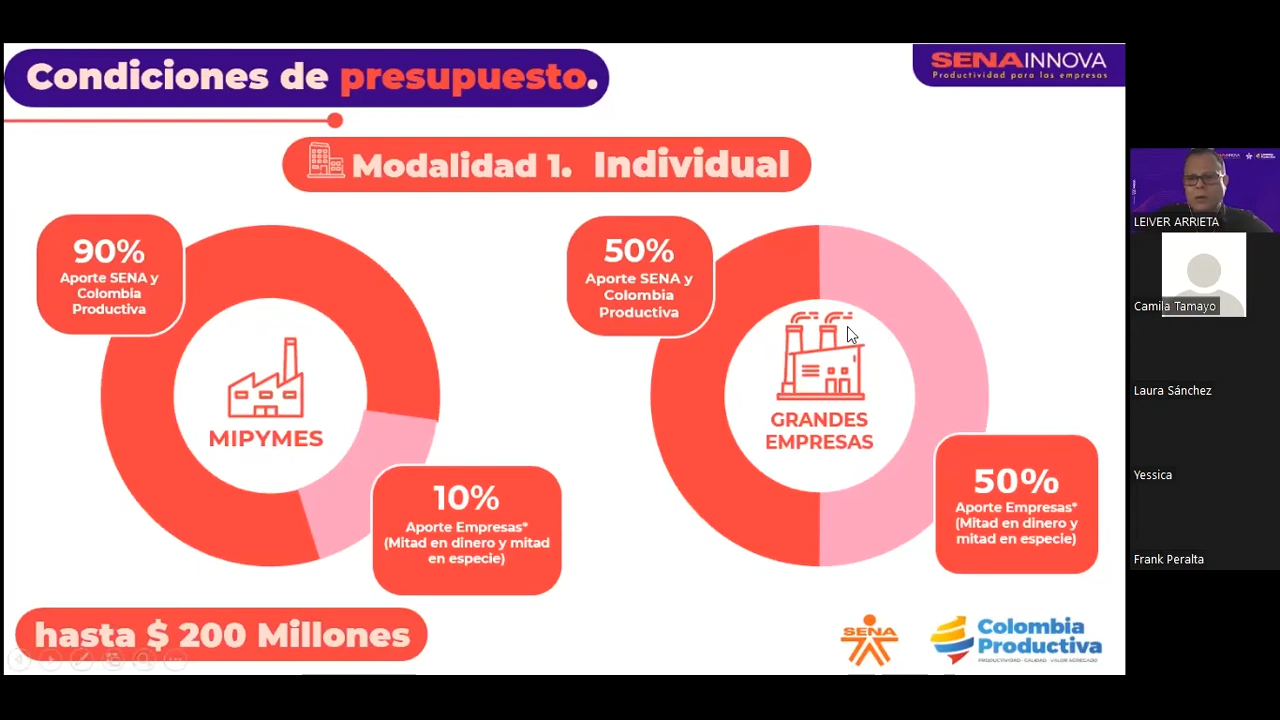 Condiciones de presupuesto.
SENAINNOVA
Productividad para las empresas
Modalidad 1. Individual
90%
Aporte SENA y
Colombia
Productiva
MIPYMES
10%
Aporte Empresas*
(Mitad en dinero y mitad
en especie)
50%
Aporte SENA y
Colombia
Productiva
GRANDES
EMPRESAS
50%
Aporte Empresas*
(Mitad en dinero y
mitad en especie)
hasta $ 200 Millones
SENA
Colombia
Productiva
PRODUCTIVIDAD · CALIDAD · VALOR AGREGADO
LEIVER ARRIETA
Camila Tamayo
Laura Sánchez
Yessica
Frank Peralta